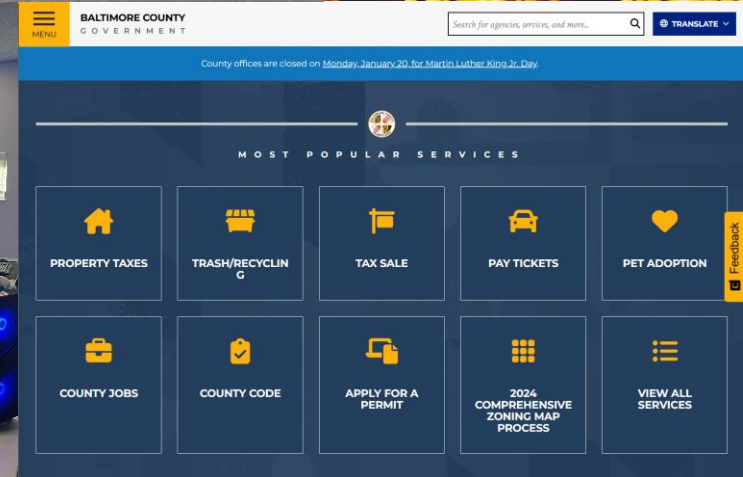 MENU
BALTIMORE COUNTY
GOVERNMENT
Search for agencies, services, and more...
TRANSLATE
County offices are closed on Monday, January 20, for Martin Luther King Jr. Day.
MOST POPULAR SERVICES
PROPERTY TAXES
TRASH/RECYCLIN
G
TAX SALE
PAY TICKETS
PET ADOPTION
Feedback
COUNTY JOBS
COUNTY CODE
APPLY FOR A
PERMIT
2024
COMPREHENSIVE
ZONING MAP
PROCESS
VIEW ALL
SERVICES